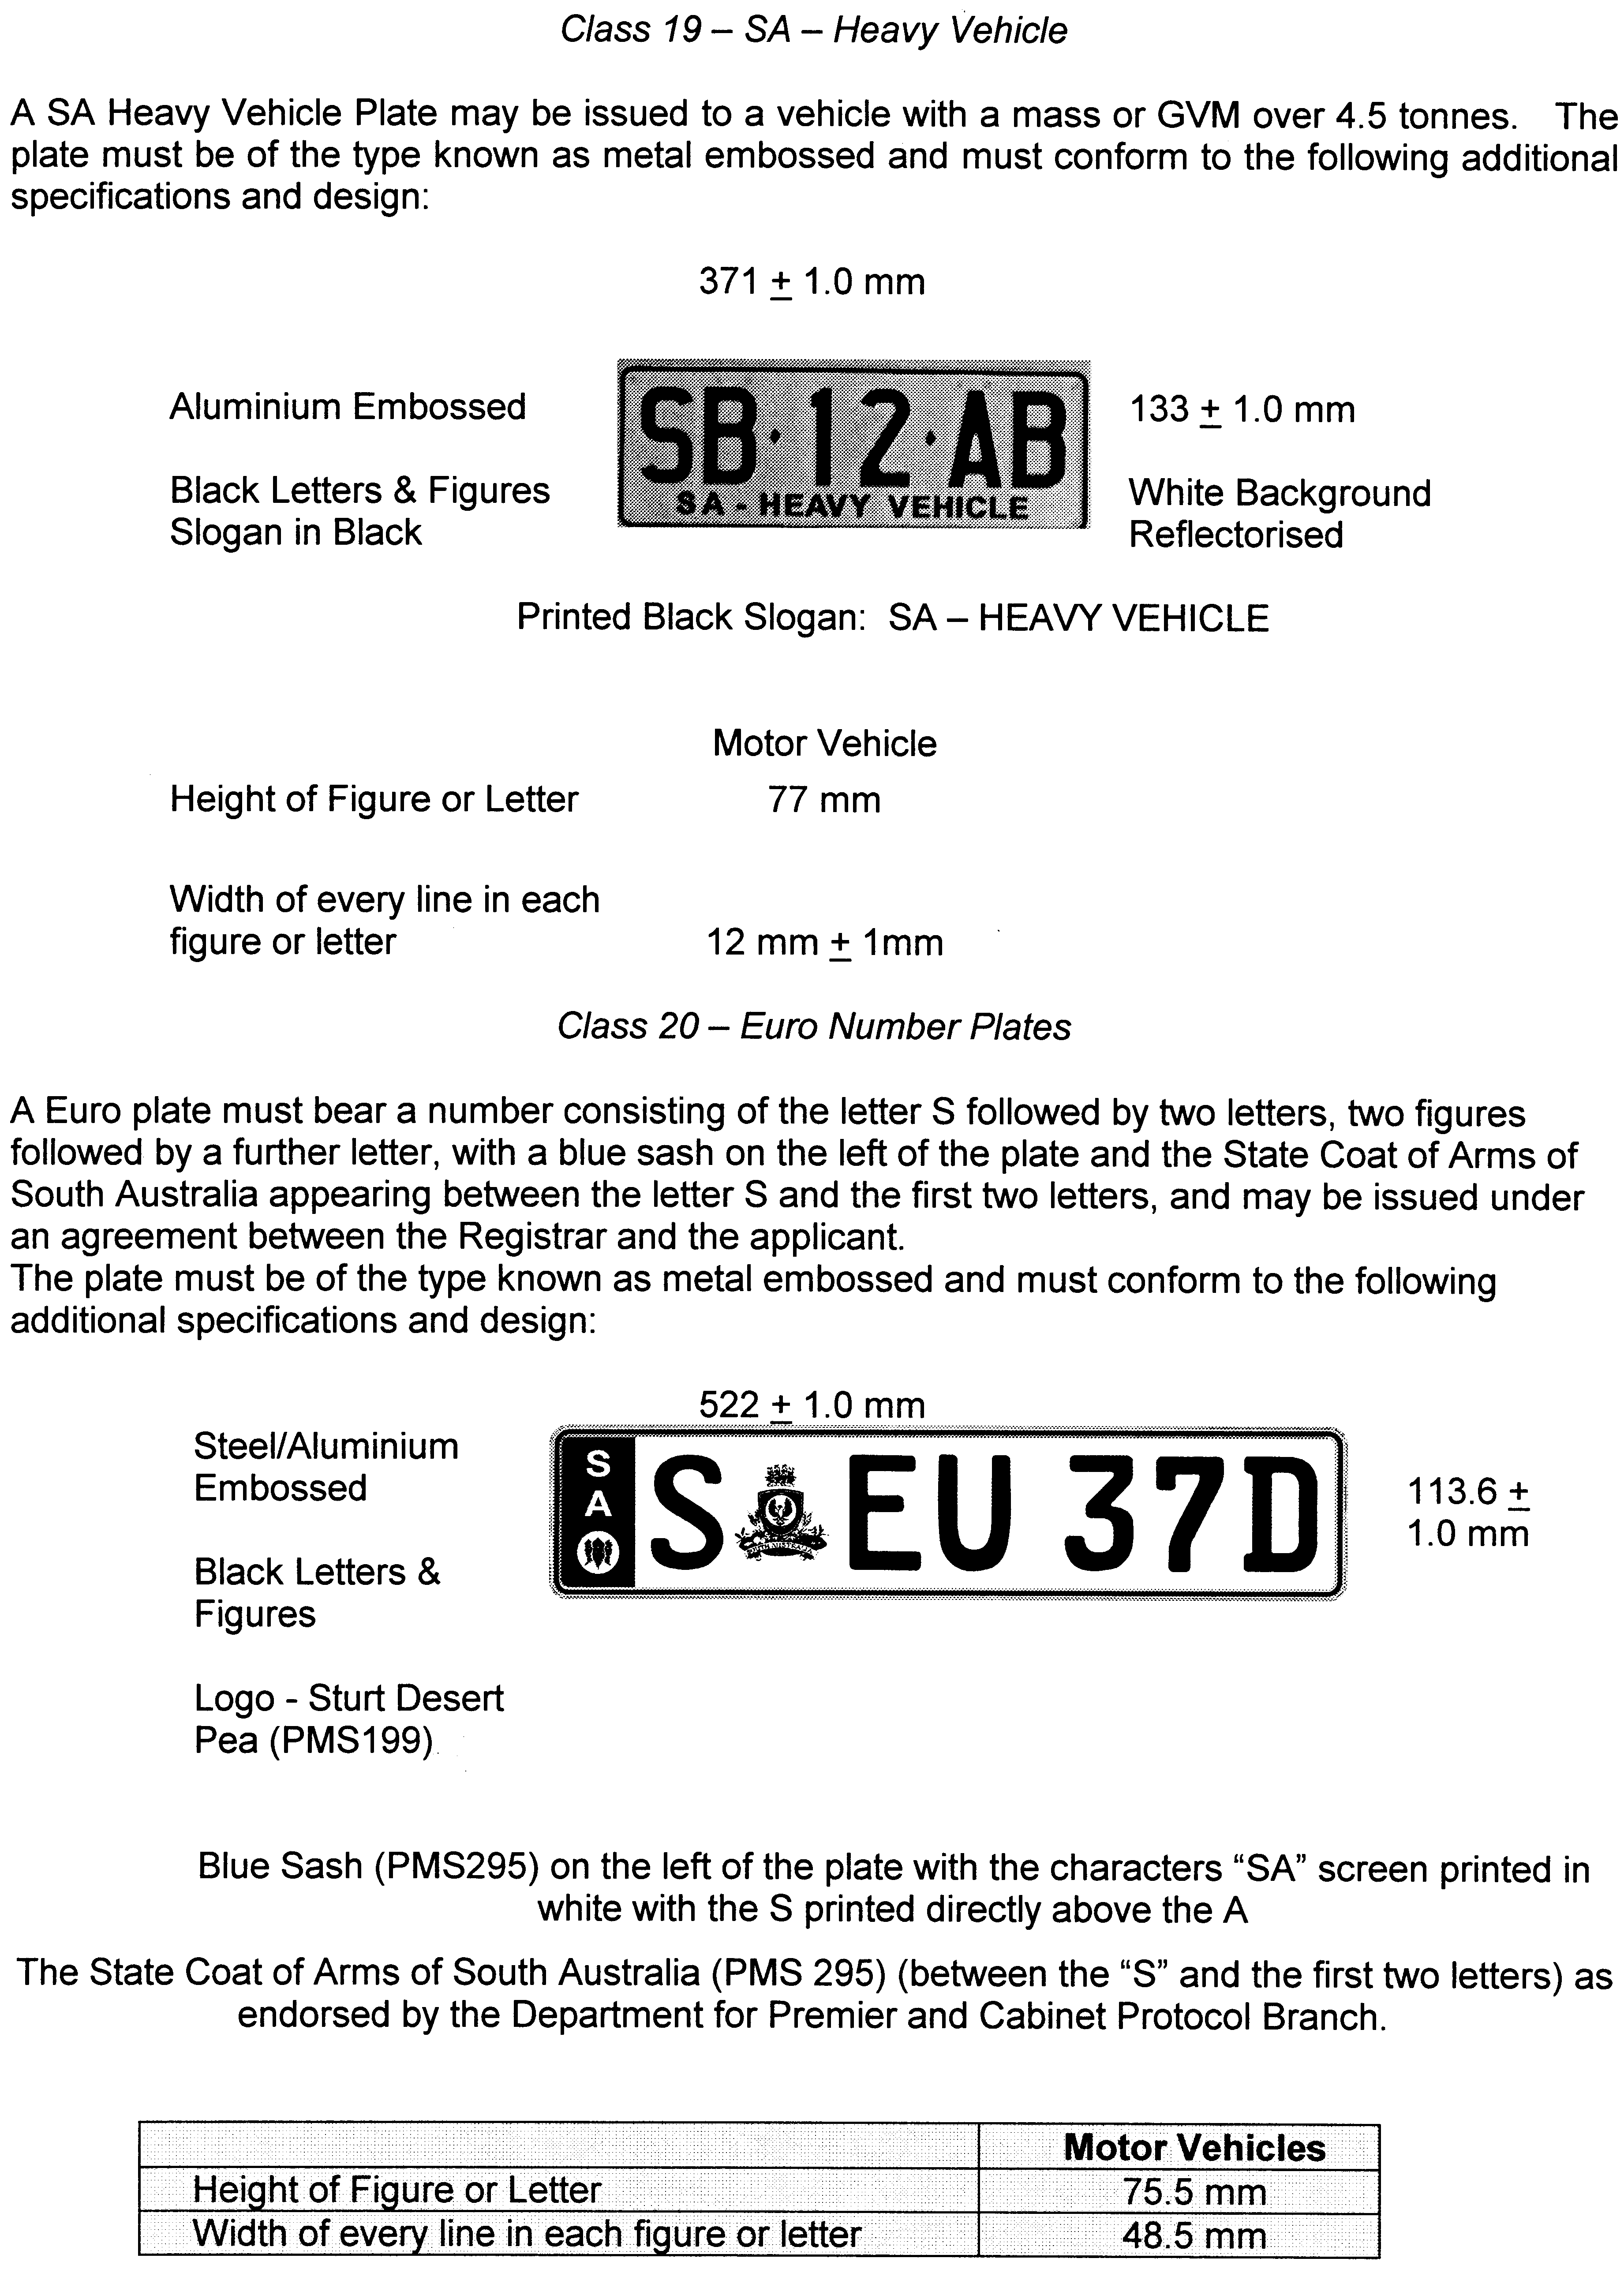 Class 19 – SA – Heavy Vehicle
A SA Heavy Vehicle Plate may be issued to a vehicle with a mass or GVM over 4.5 tonnes. The
plate must be of the type known as metal embossed and must conform to the following additional
specifications and design:
371 ± 1.0 mm
Aluminium Embossed
SB·12·AB
133 ± 1.0 mm
Black Letters & Figures
Slogan in Black
SA - HEAVY VEHICLE
White Background
Reflectorised
Printed Black Slogan: SA – HEAVY VEHICLE
Motor Vehicle
Height of Figure or Letter 77 mm
Width of every line in each
figure or letter 12 mm ± 1mm
Class 20 – Euro Number Plates
A Euro plate must bear a number consisting of the letter S followed by two letters, two figures
followed by a further letter, with a blue sash on the left of the plate and the State Coat of Arms of
South Australia appearing between the letter S and the first two letters, and may be issued under
an agreement between the Registrar and the applicant.
The plate must be of the type known as metal embossed and must conform to the following
additional specifications and design:
522 ± 1.0 mm
Steel/Aluminium
Embossed
S
A
S EU 37D
SOUTH AUSTRALIA
113.6 ±
1.0 mm
Black Letters &
Figures
Logo - Sturt Desert
Pea (PMS199)
Blue Sash (PMS295) on the left of the plate with the characters “SA” screen printed in
white with the S printed directly above the A
The State Coat of Arms of South Australia (PMS 295) (between the “S” and the first two letters) as
endorsed by the Department for Premier and Cabinet Protocol Branch.
Motor Vehicles
Height of Figure or Letter 75.5 mm
Width of every line in each figure or letter 48.5 mm